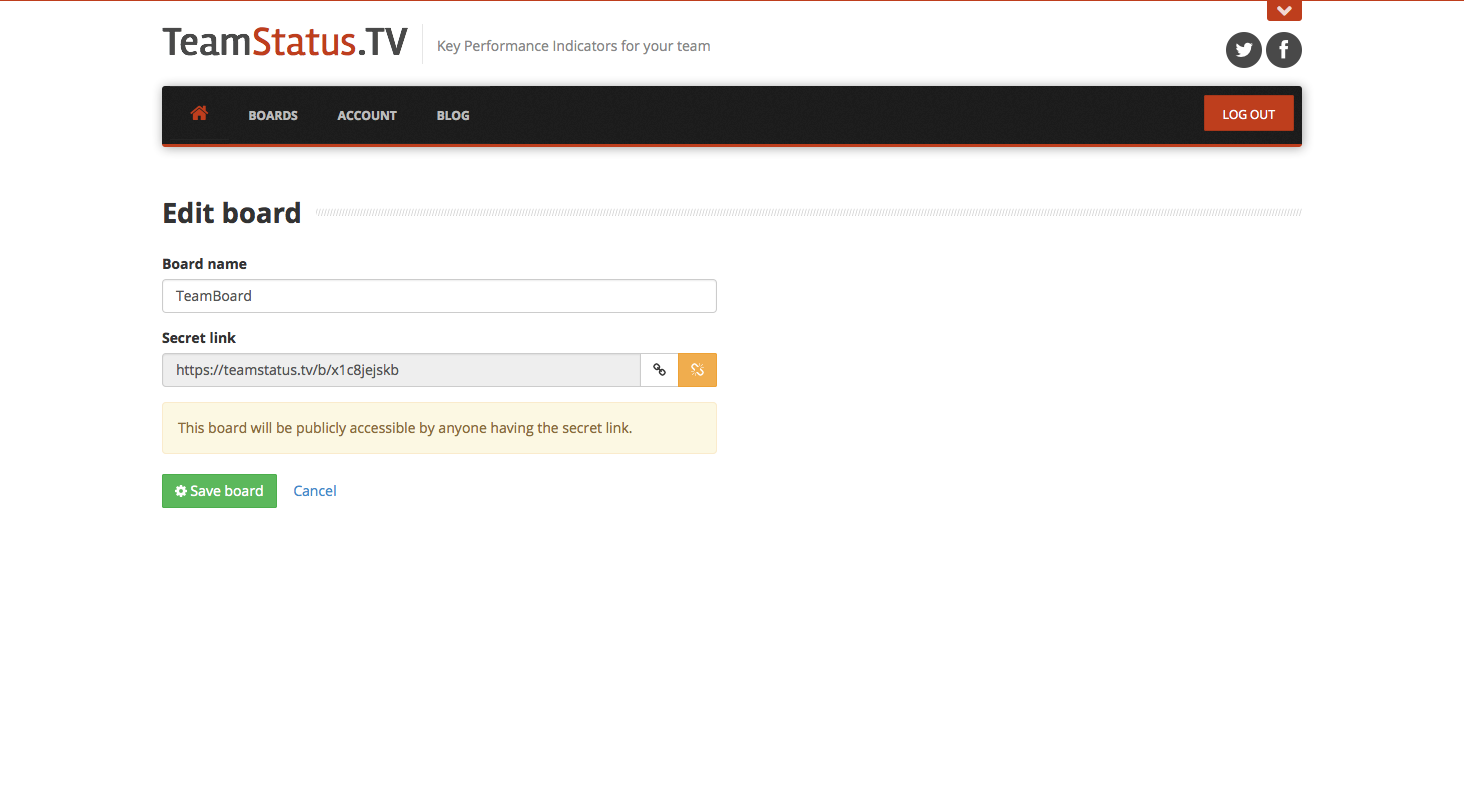 TeamStatus.TV
Key Performance Indicators for your team
BOARDS ACCOUNT BLOG LOG OUT
Edit board
Board name
TeamBoard
Secret link
https://teamstatus.tv/b/x1c8jejskb
This board will be publicly accessible by anyone having the secret link.
Save board Cancel